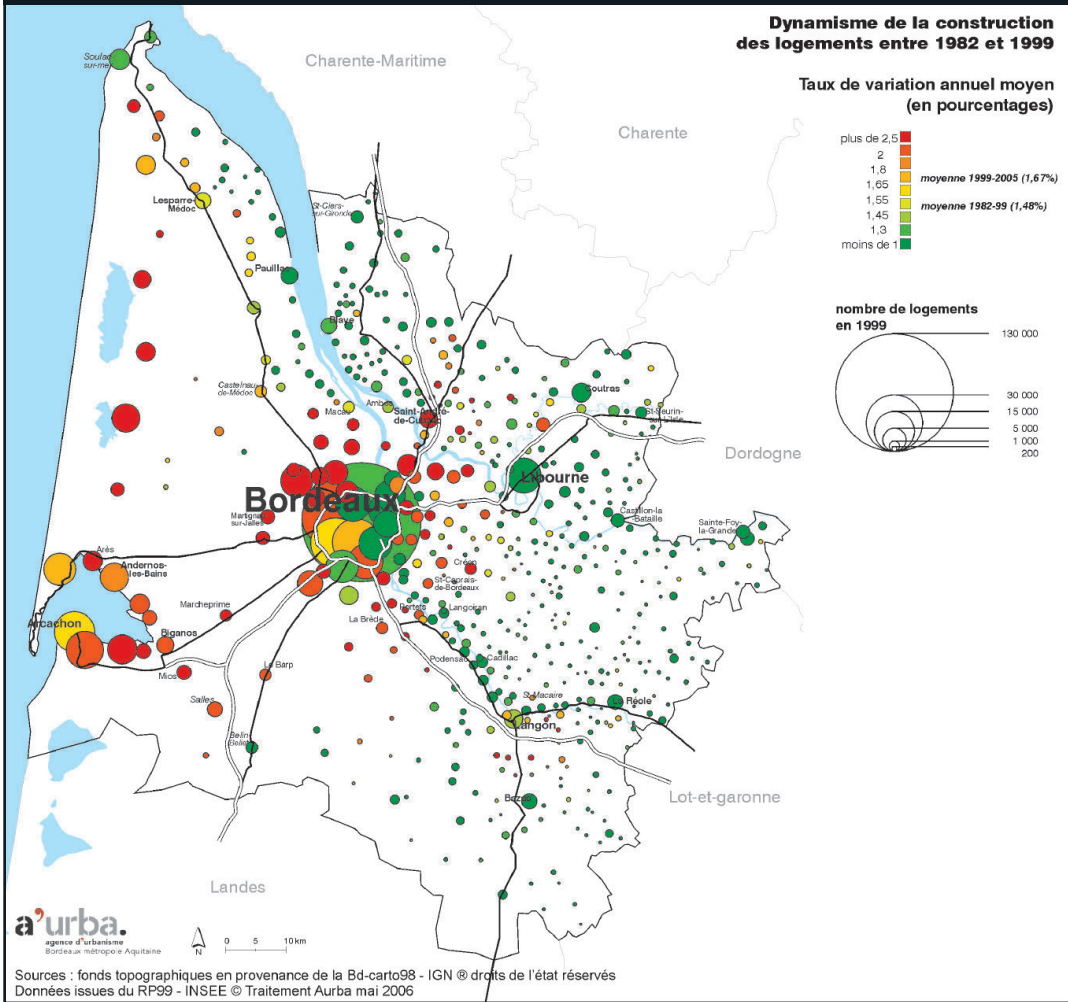 Dynamisme de la construction
des logements entre 1982 et 1999
Taux de variation annuel moyen
(en pourcentages)
plus de 2,5
2
1,8
1,65
1,55
1,45
1,3
moins de 1
moyenne 1999-2005 (1,67%)
moyenne 1982-99 (1,48%)
nombre de logements
en 1999
130 000
30 000
15 000
5 000
1 000
200
Charente-Maritime
Charente
Dordogne
Lot-et-garonne
Landes
Soulac-
sur-mer
Lesparre-
Médoc
St-Ciers-
sur-Gironde
Pauillac
Blaye
Castelnau-
de-Médoc
Macau
Ambès
Saint-André-
de-Cubzac
Coutras
St-Seurin-
sur-L'Isle
Libourne
Bordeaux
Martignas-
sur-Jalles
Castillon-la
-Bataille
Sainte-Foy-
la-Grande
Arès
Andernos-
les-Bains
Créon
St-Caprais-
de-Bordeaux
Marcheprime
Portets
Langoiran
La Brède
Arcachon
Biganos
Podensac
Cadillac
Mios
Le Barp
St-Macaire
La Réole
Salles
Langon
Belin-
Beliet
Bazas
a'urba.
agence d'urbanisme
Bordeaux métropole Aquitaine
N
0 5 10 km
Sources : fonds topographiques en provenance de la Bd-carto98 - IGN ® droits de l'état réservés
Données issues du RP99 - INSEE © Traitement Aurba mai 2006